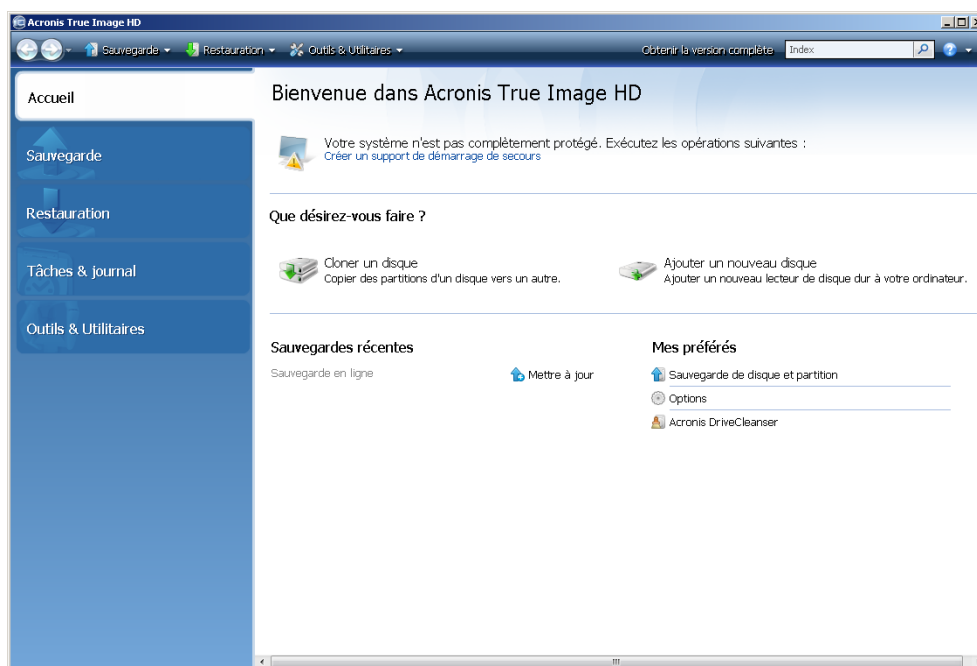 Acronis True Image HD
Sauvegarde Restauration Outils & Utilitaires Obtenir la version complète Index
Accueil
Sauvegarde
Restauration
Tâches & journal
Outils & Utilitaires
Bienvenue dans Acronis True Image HD
Votre système n'est pas complètement protégé. Exécutez les opérations suivantes :
Créer un support de démarrage de secours
Que désirez-vous faire ?
Cloner un disque
Copier des partitions d'un disque vers un autre.
Ajouter un nouveau disque
Ajouter un nouveau lecteur de disque dur à votre ordinateur.
Sauvegardes récentes
Sauvegarde en ligne
Mettre à jour
Mes préférés
Sauvegarde de disque et partition
Options
Acronis DriveCleanser